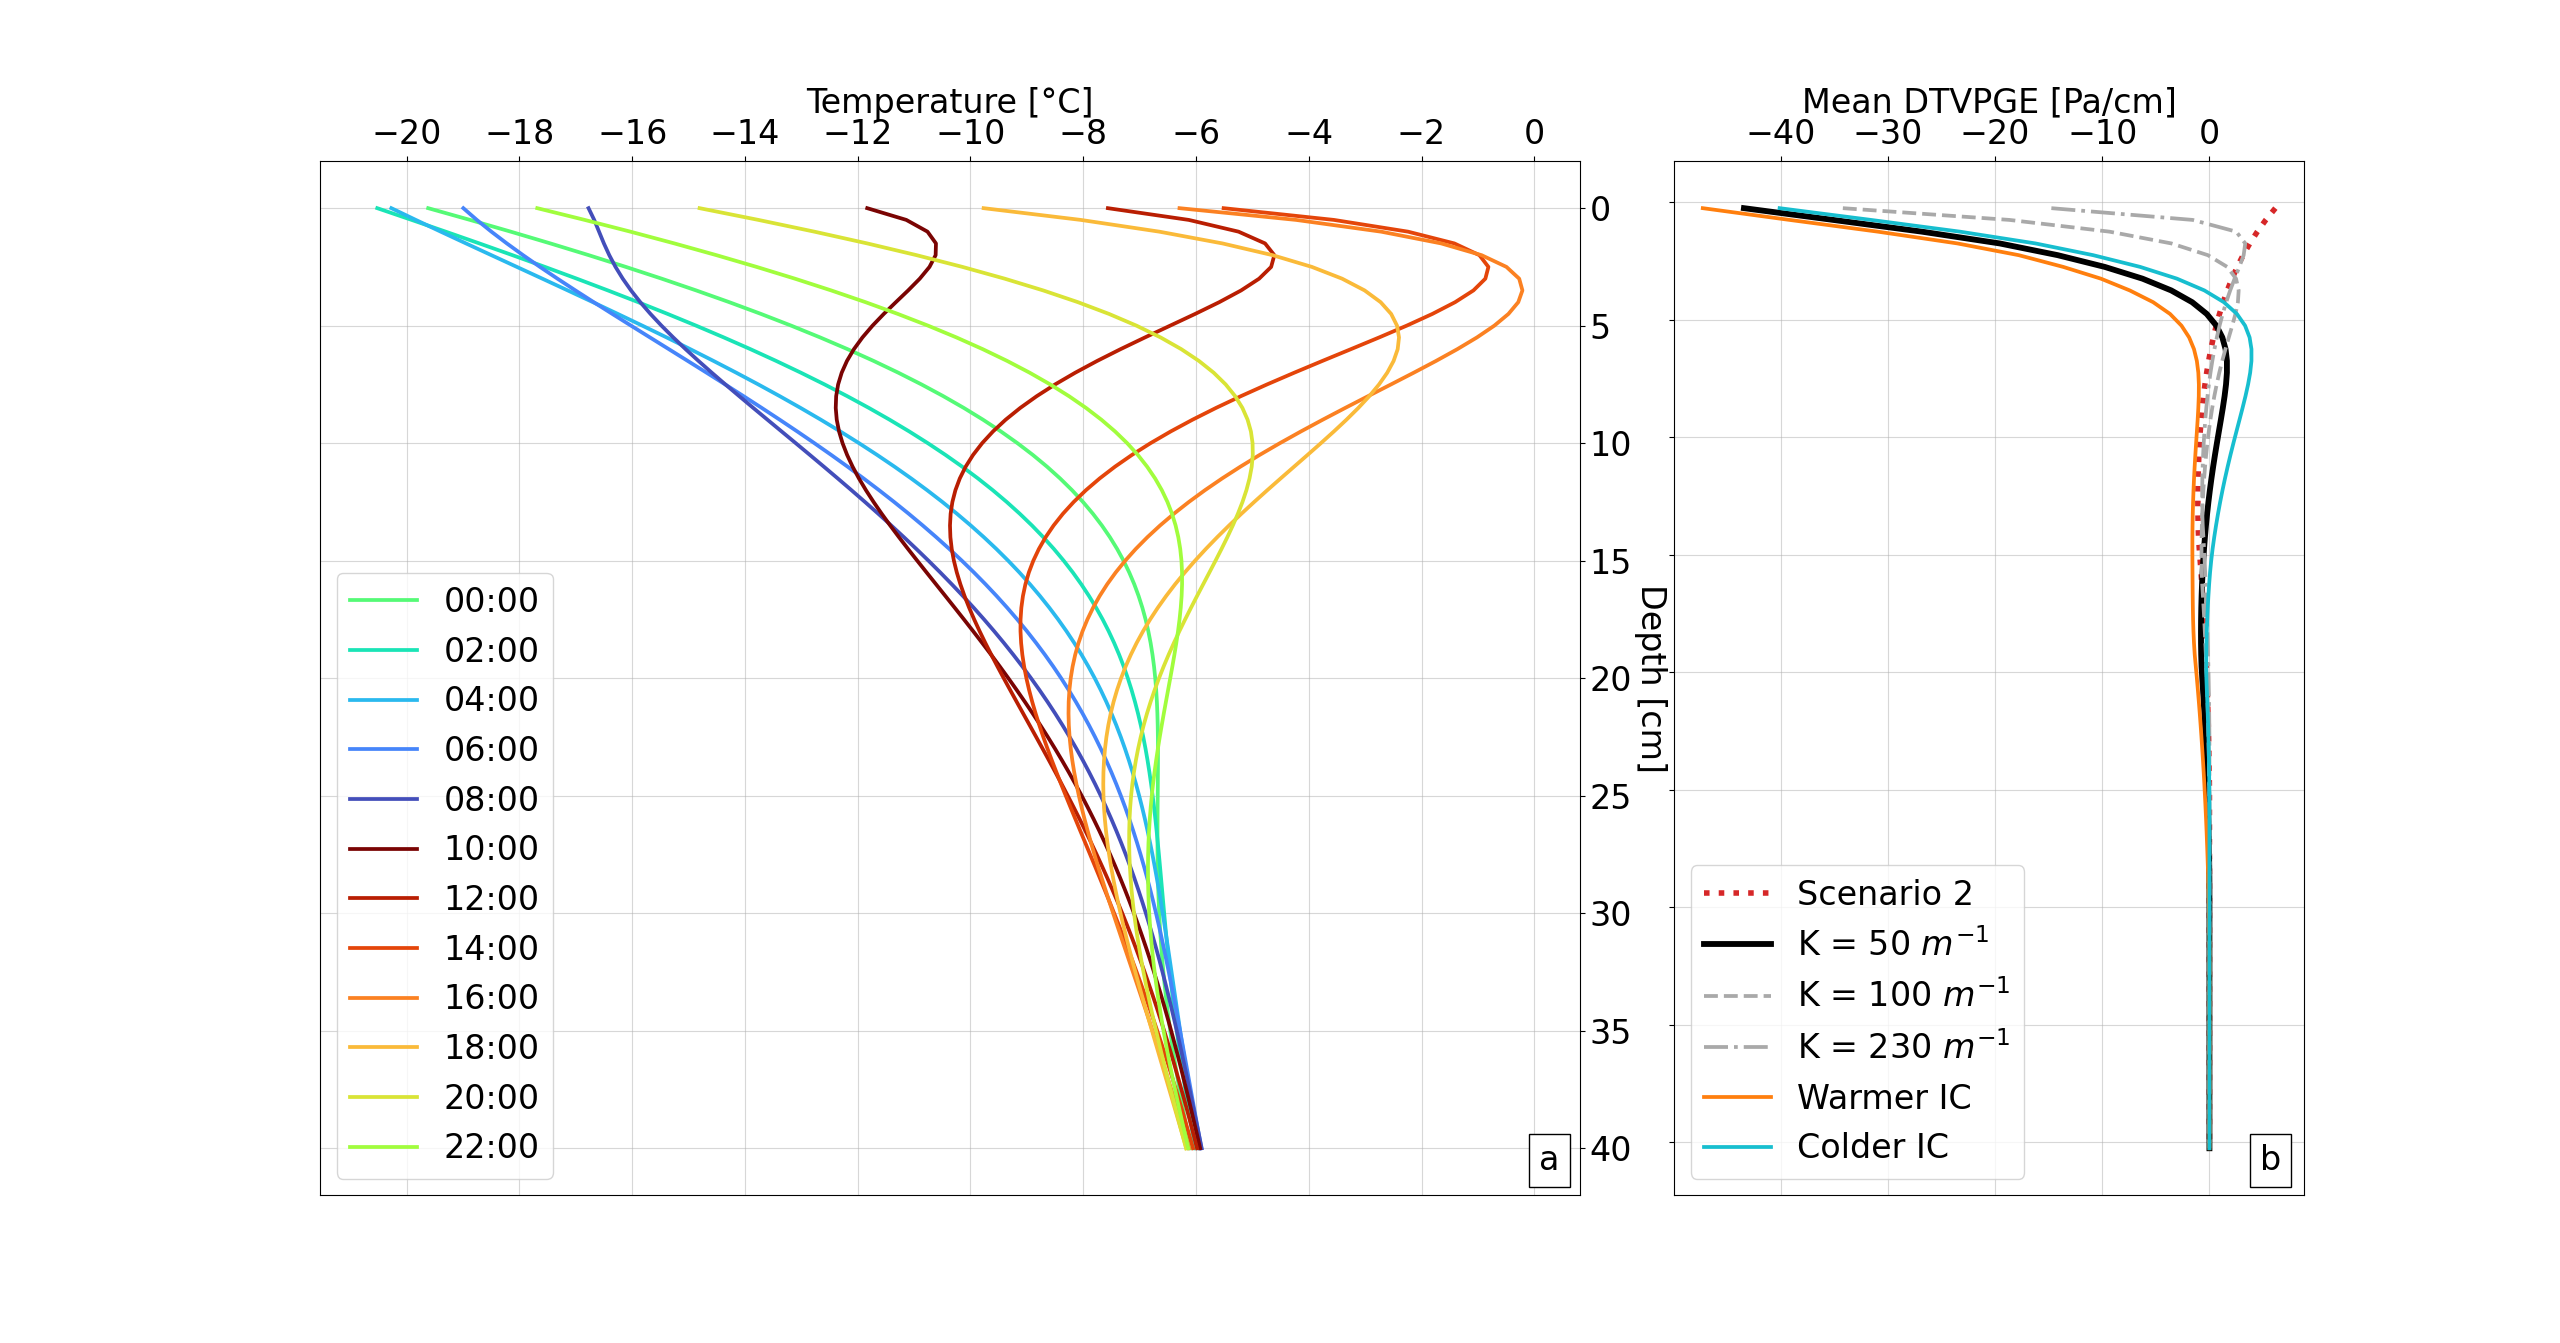 Temperature [°C]
−20 −18 −16 −14 −12 −10 −8 −6 −4 −2 0
0
5
10
15
20
25
30
35
40
Depth [cm]
00:00
02:00
04:00
06:00
08:00
10:00
12:00
14:00
16:00
18:00
20:00
22:00
a
Mean DTVPGE [Pa/cm]
−40 −30 −20 −10 0
Scenario 2
K = 50 m⁻¹
K = 100 m⁻¹
K = 230 m⁻¹
Warmer IC
Colder IC
b